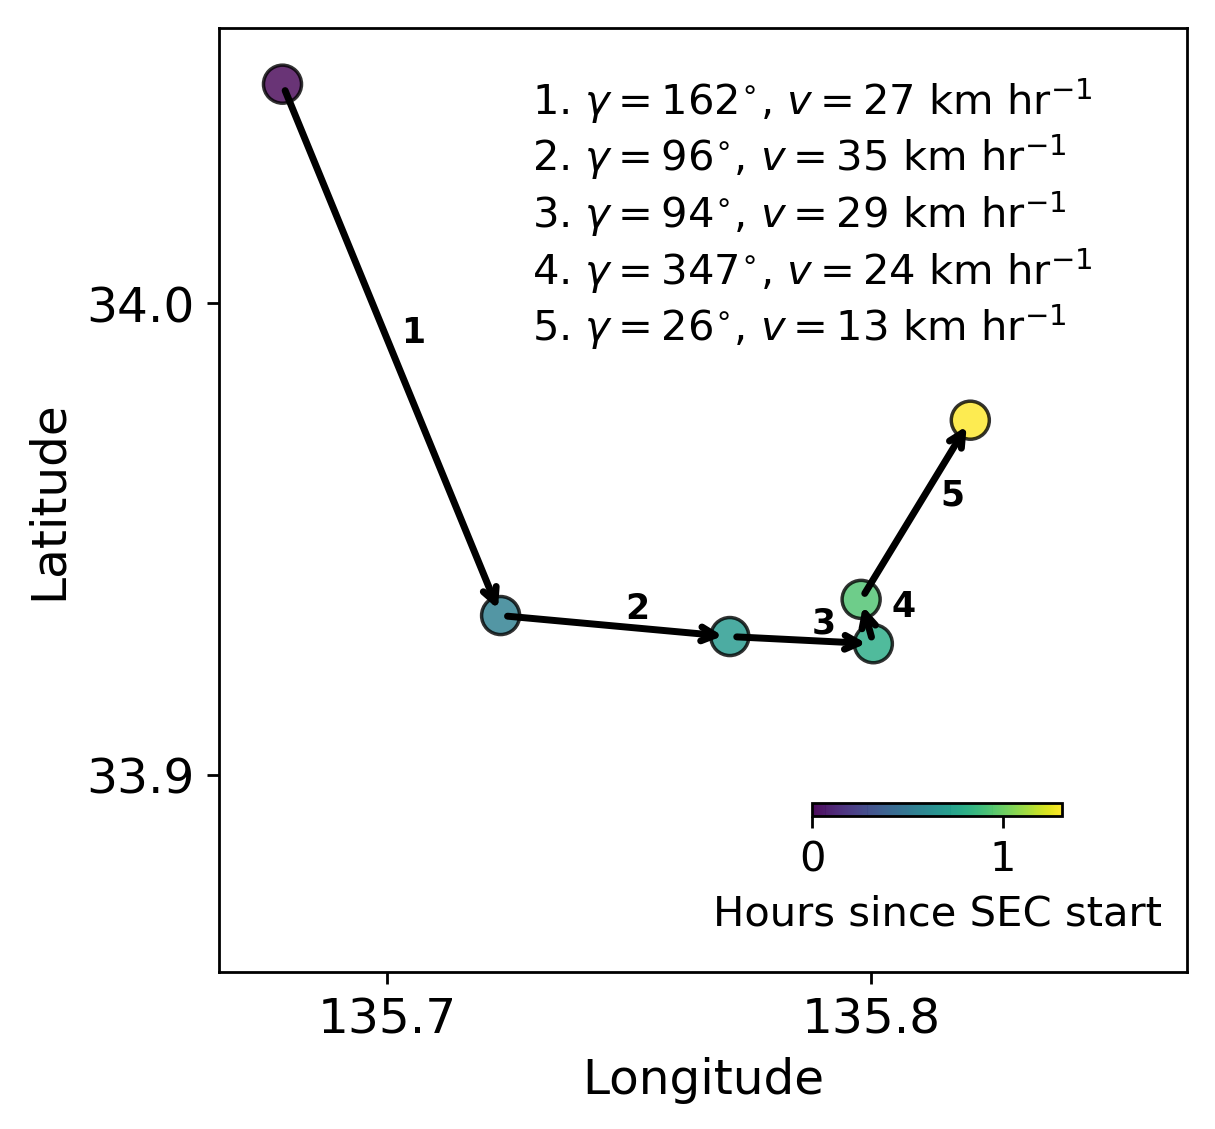 1. γ = 162°, v = 27 km hr⁻¹
2. γ = 96°, v = 35 km hr⁻¹
3. γ = 94°, v = 29 km hr⁻¹
4. γ = 347°, v = 24 km hr⁻¹
5. γ = 26°, v = 13 km hr⁻¹
34.0
33.9
Latitude
1
2
3
4
5
0 1
Hours since SEC start
135.7 135.8
Longitude